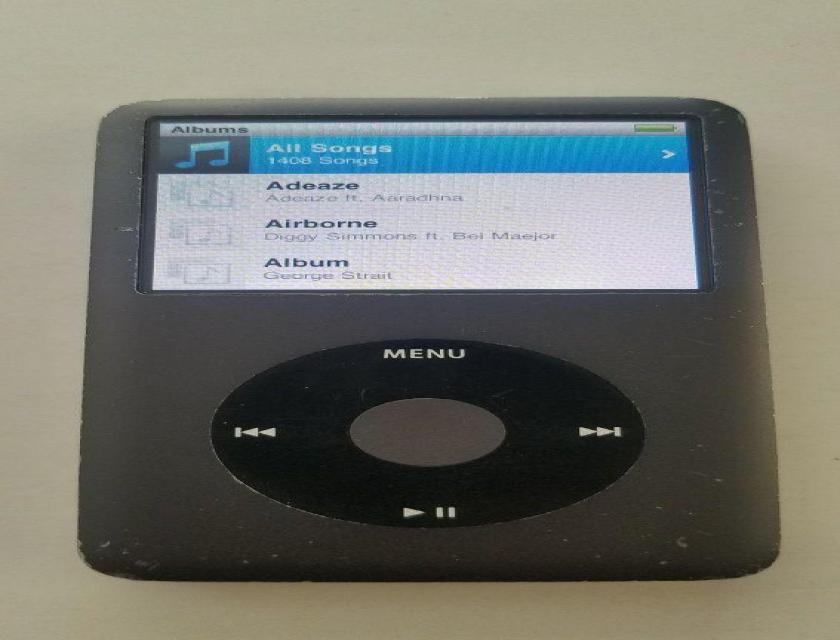 Albums
All Songs
1408 Songs
Adeaze
Adeaze ft. Aaradhna
Airborne
Diggy Simmons ft. Bei Maejor
Album
George Strait
MENU